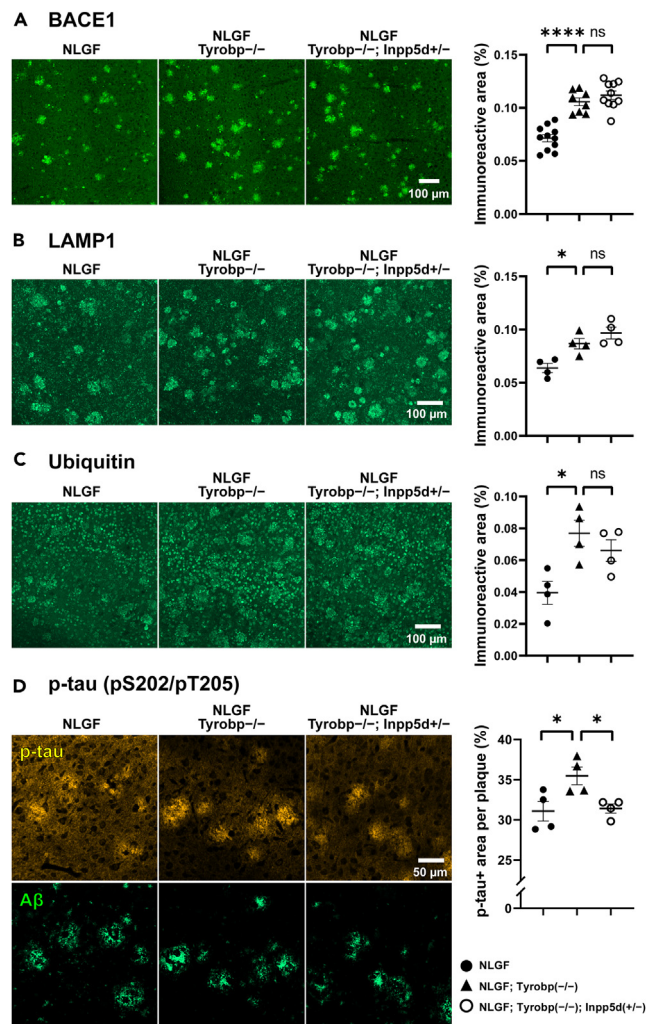 A BACE1
NLGF
NLGF
Tyrobp−/−
NLGF
Tyrobp−/−; Inpp5d+/−
100 µm
Immunoreactive area (%)
0.15
0.10
0.05
0.00
**** ns
B LAMP1
NLGF
NLGF
Tyrobp−/−
NLGF
Tyrobp−/−; Inpp5d+/−
100 µm
Immunoreactive area (%)
0.15
0.10
0.05
0.00
* ns
C Ubiquitin
NLGF
NLGF
Tyrobp−/−
NLGF
Tyrobp−/−; Inpp5d+/−
100 µm
Immunoreactive area (%)
0.10
0.08
0.06
0.04
0.02
0.00
* ns
D p-tau (pS202/pT205)
NLGF
NLGF
Tyrobp−/−
NLGF
Tyrobp−/−; Inpp5d+/−
p-tau
50 µm
Aβ
p-tau+ area per plaque (%)
40
35
30
25
0
* *
NLGF
NLGF; Tyrobp(−/−)
NLGF; Tyrobp(−/−); Inpp5d(+/−)